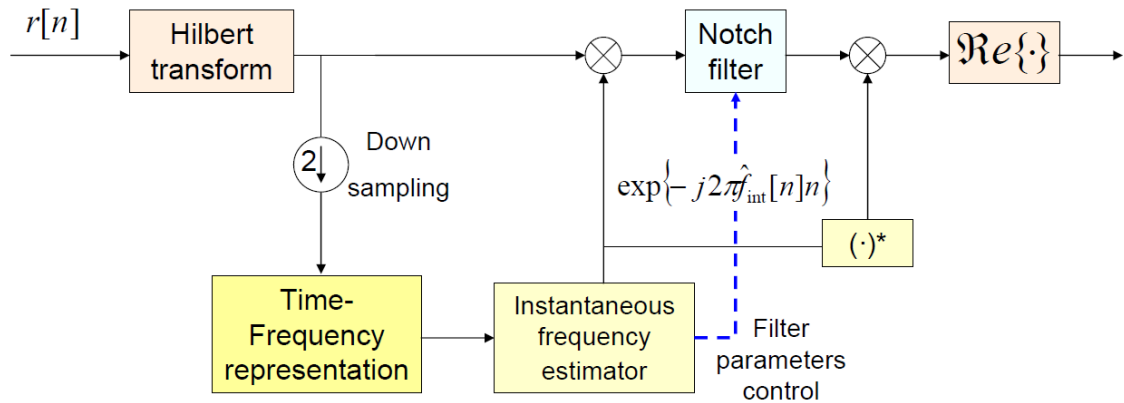 r[n]
Hilbert
transform
Notch
filter
ℜe{·}
2
Down
sampling
exp{-j2πf̂_int[n]n}
(·)*
Time-
Frequency
representation
Instantaneous
frequency
estimator
Filter
parameters
control